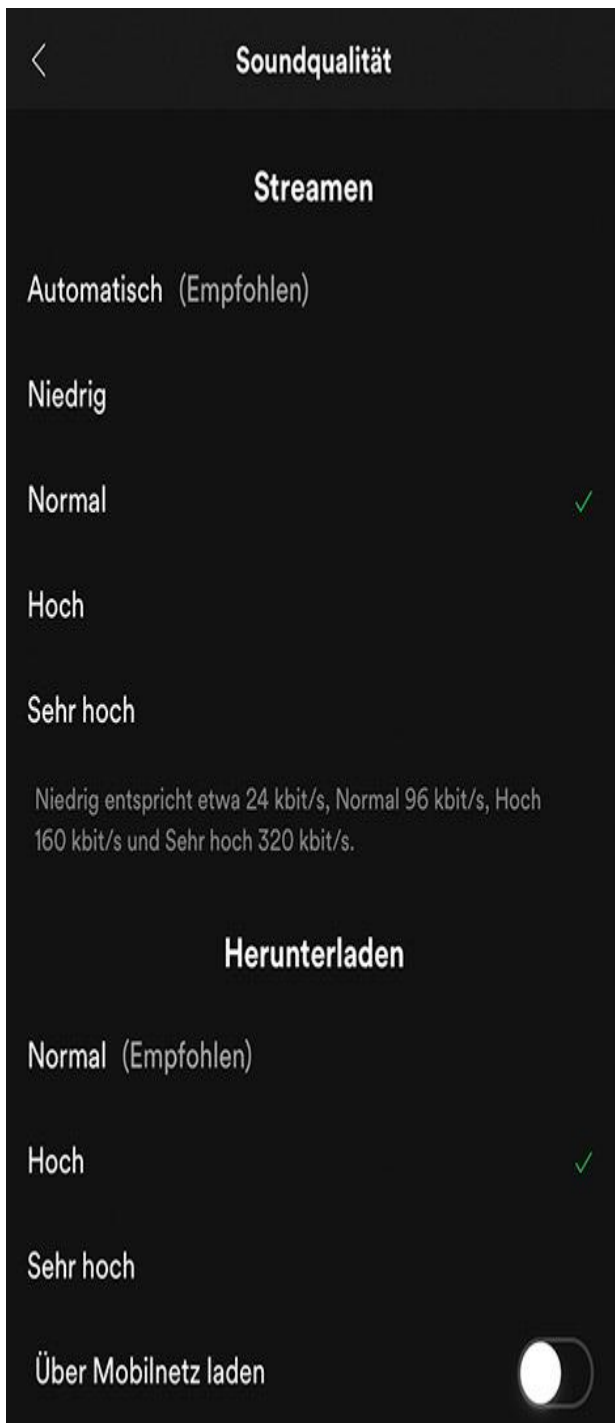 Soundqualität
Streamen
Automatisch (Empfohlen)
Niedrig
Normal
Hoch
Sehr hoch
Niedrig entspricht etwa 24 kbit/s, Normal 96 kbit/s, Hoch
160 kbit/s und Sehr hoch 320 kbit/s.
Herunterladen
Normal (Empfohlen)
Hoch
Sehr hoch
Über Mobilnetz laden